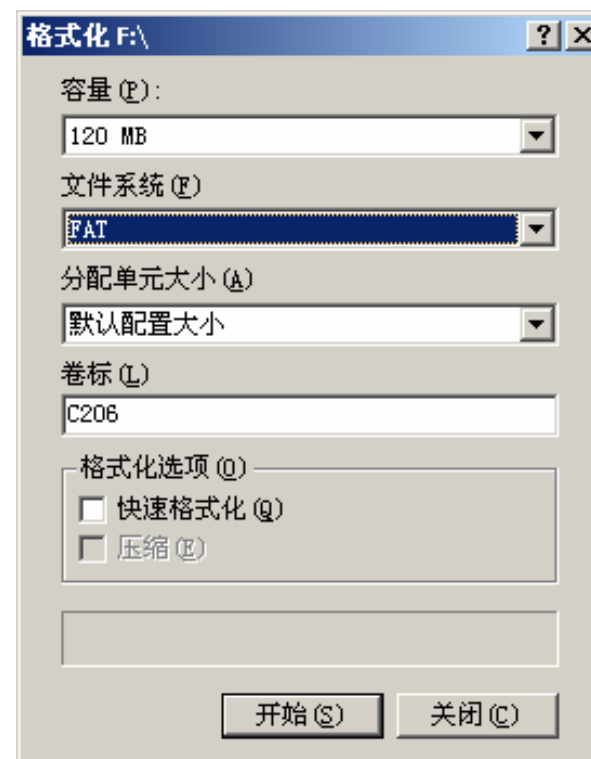 格式化 F:\
容量(P):
120 MB
文件系统(F)
FAT
分配单元大小(A)
默认配置大小
卷标(L)
C206
格式化选项(O)
快速格式化(Q)
压缩(E)
开始(S) 关闭(C)